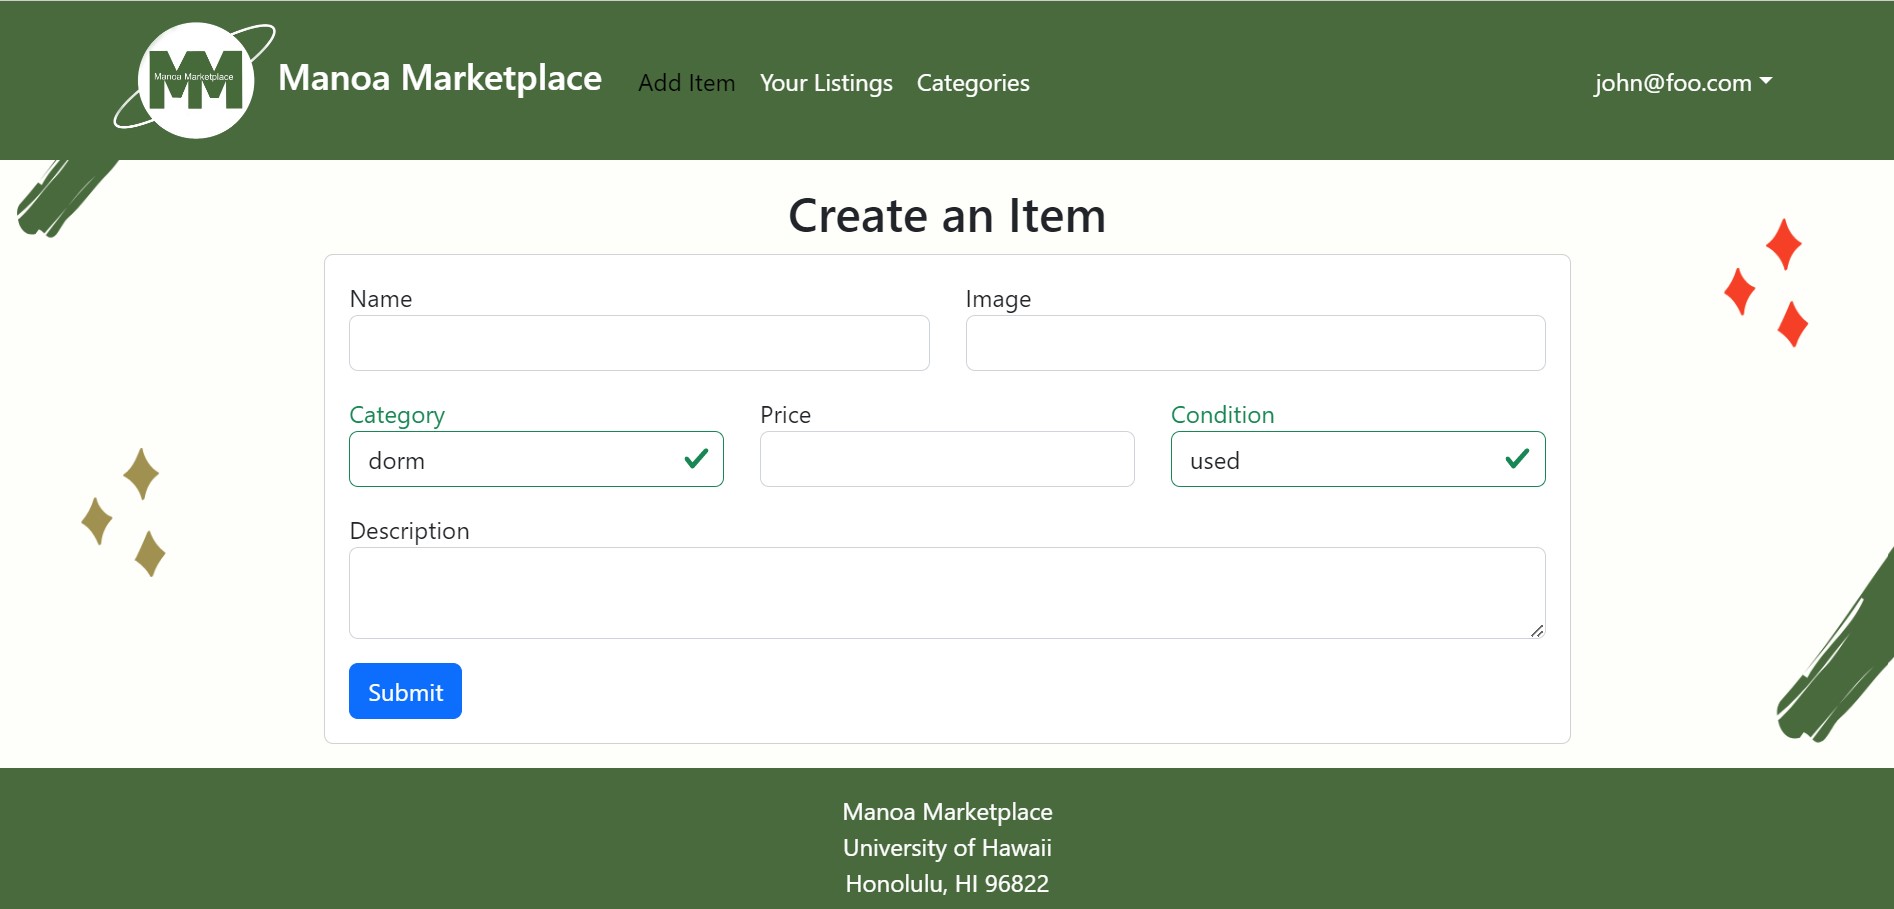 MM
Manoa Marketplace
Manoa Marketplace
Add Item
Your Listings
Categories
john@foo.com
Create an Item
Name
Image
Category
Price
Condition
dorm
used
Description
Submit
Manoa Marketplace
University of Hawaii
Honolulu, HI 96822